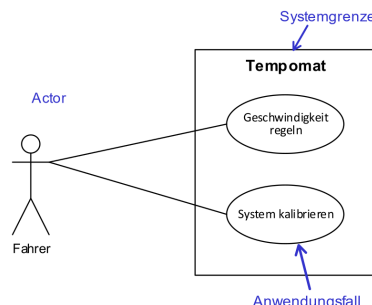 Systemgrenze
Tempomat
Actor
Geschwindigkeit
regeln
System kalibrieren
Fahrer
Anwendungsfall